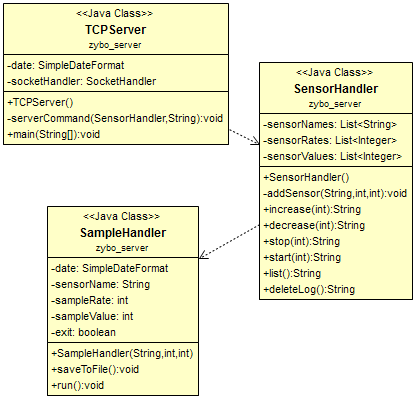 <<Java Class>>
TCPServer
zybo_server
-date: SimpleDateFormat
-socketHandler: SocketHandler
+TCPServer()
-serverCommand(SensorHandler,String):void
+main(String[]):void
<<Java Class>>
SensorHandler
zybo_server
-sensorNames: List<String>
-sensorRates: List<Integer>
-sensorValues: List<Integer>
+SensorHandler()
-addSensor(String,int,int):void
+increase(int):String
+decrease(int):String
+stop(int):String
+start(int):String
+list():String
+deleteLog():String
<<Java Class>>
SampleHandler
zybo_server
-date: SimpleDateFormat
-sensorName: String
-sampleRate: int
-sampleValue: int
-exit: boolean
+SampleHandler(String,int,int)
+saveToFile():void
+run():void